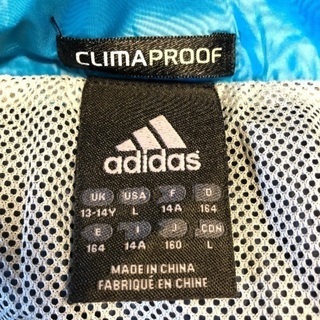 CLIMAPROOF
adidas
UK USA F D
13-14Y L 14A 164
E I J CDN
164 14A 160 L
MADE IN CHINA
FABRIQUÉ EN CHINE